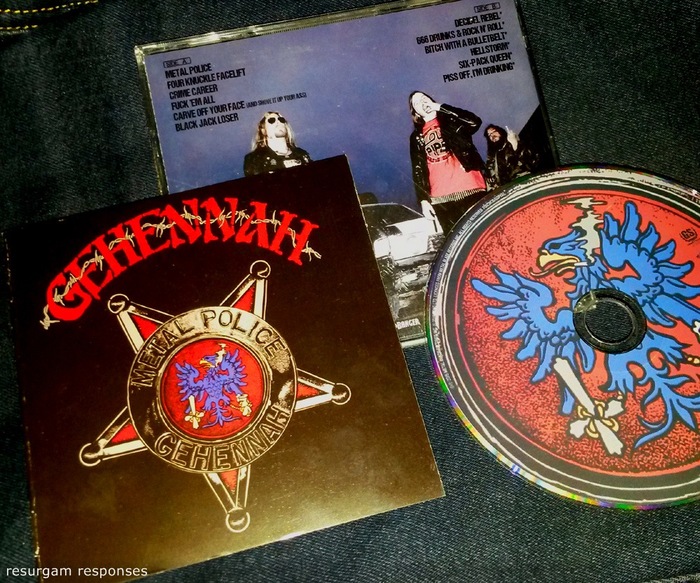 SIDE A
METAL POLICE
FOUR KNUCKLE FACELIFT
CRIME CAREER
FUCK 'EM ALL
CARVE OFF YOUR FACE (AND SHOVE IT UP YOUR ASS)
BLACK JACK LOSER
SIDE B
DECIGEL REBEL*
666 DRUNKS & ROCK N' ROLL*
BITCH WITH A BULLETBELT*
HELLSTORM*
SIX-PACK QUEEN*
PISS OFF, I'M DRINKING*
GEHENNAH
METAL POLICE
GEHENNAH
resurgam responses